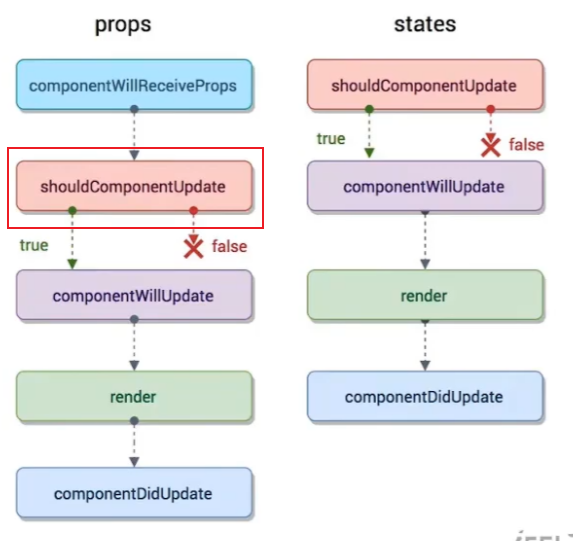 props
componentWillReceiveProps
shouldComponentUpdate
true
false
componentWillUpdate
render
componentDidUpdate
states
shouldComponentUpdate
true
false
componentWillUpdate
render
componentDidUpdate